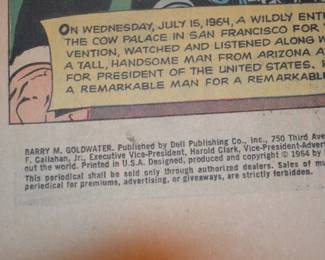 ON WEDNESDAY, JULY 15, 1964, A WILDLY ENT
THE COW PALACE IN SAN FRANCISCO FOR
VENTION, WATCHED AND LISTENED ALONG W
A TALL, HANDSOME MAN FROM ARIZONA A
FOR PRESIDENT OF THE UNITED STATES. H
A REMARKABLE MAN FOR A REMARKABL
BARRY M. GOLDWATER. Published by Dell Publishing Co., Inc., 750 Third Ave
F. Callahan, Jr., Executive Vice-President, Harold Clark, Vice-President-Advert
out the world. Printed in U.S.A. Designed, produced and copyright © 1964 by
This periodical shall be sold only through authorized dealers. Sales of mu
periodical for premiums, advertising, or giveaways, are strictly forbidden.